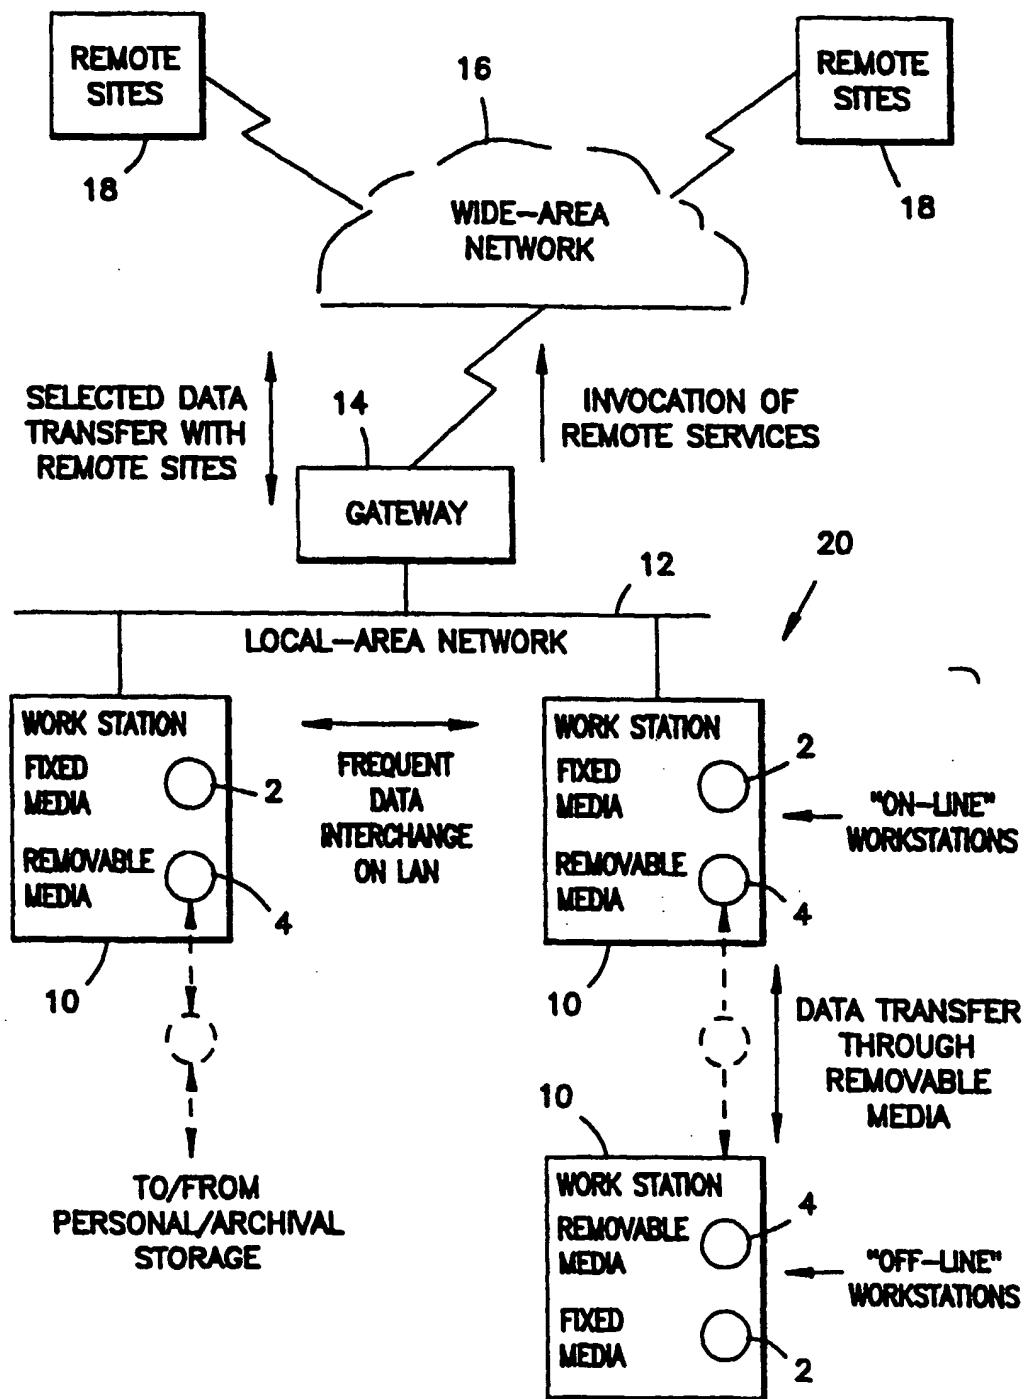 REMOTE
SITES
18
16
REMOTE
SITES
18
WIDE-AREA
NETWORK
SELECTED DATA
TRANSFER WITH
REMOTE SITES
14
INVOCATION OF
REMOTE SERVICES
GATEWAY
20
12
LOCAL-AREA NETWORK
WORK STATION
FIXED
MEDIA
2
REMOVABLE
MEDIA
4
10
FREQUENT
DATA
INTERCHANGE
ON LAN
WORK STATION
FIXED
MEDIA
2
REMOVABLE
MEDIA
4
10
"ON-LINE"
WORKSTATIONS
DATA TRANSFER
THROUGH
REMOVABLE
MEDIA
TO/FROM
PERSONAL/ARCHIVAL
STORAGE
10
WORK STATION
REMOVABLE
MEDIA
4
FIXED
MEDIA
2
"OFF-LINE"
WORKSTATIONS